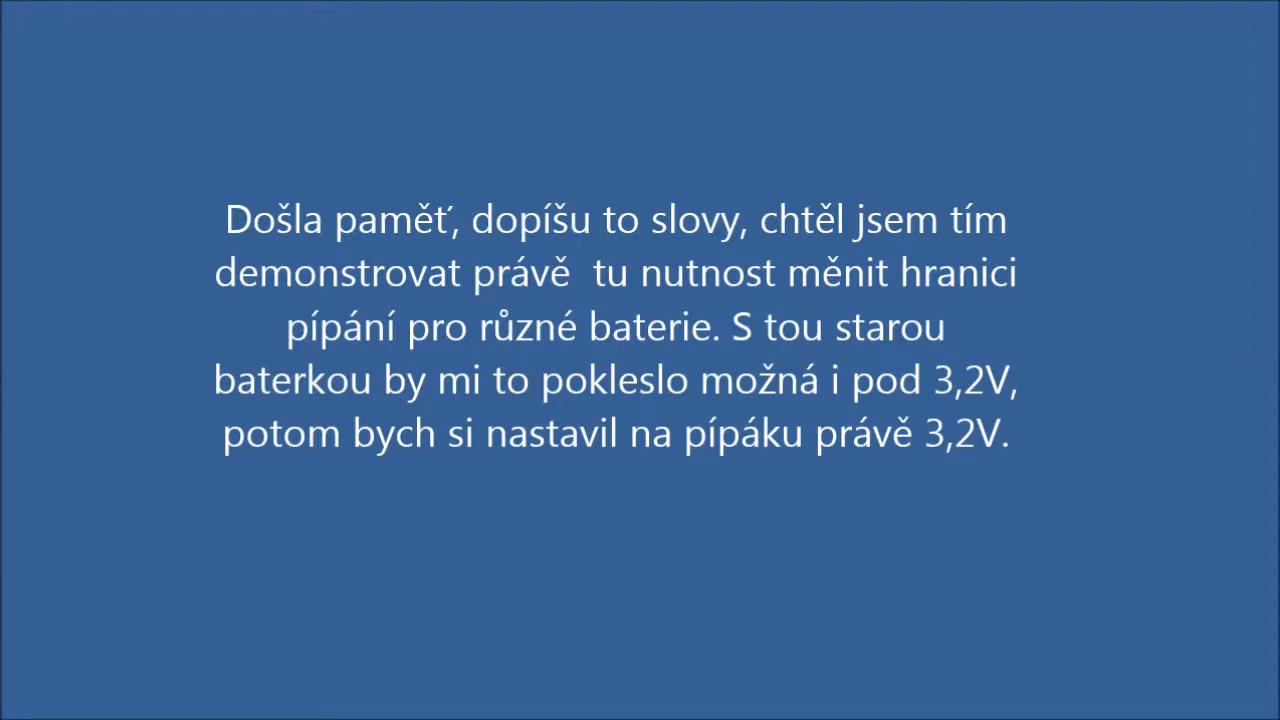 Došla paměť, dopíšu to slovy, chtěl jsem tím
demonstrovat právě  tu nutnost měnit hranici
pípání pro různé baterie. S tou starou
baterkou by mi to pokleslo možná i pod 3,2V,
potom bych si nastavil na pípáku právě 3,2V.